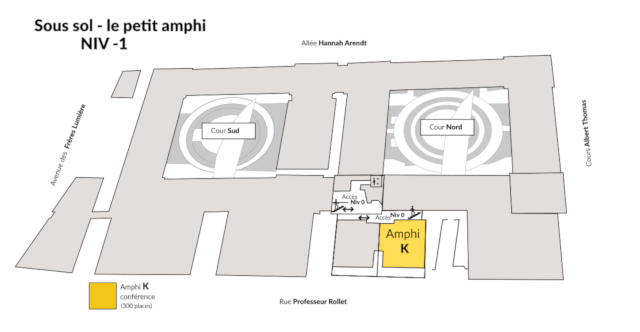 Sous sol - le petit amphi
NIV -1
Allée Hannah Arendt
Avenue des Frères Lumière
Cour Sud
Cour Nord
Cours Albert Thomas
Accès
Niv 0
Accès Niv 0
Amphi
K
Amphi K
conférence
(300 places)
Rue Professeur Rollet